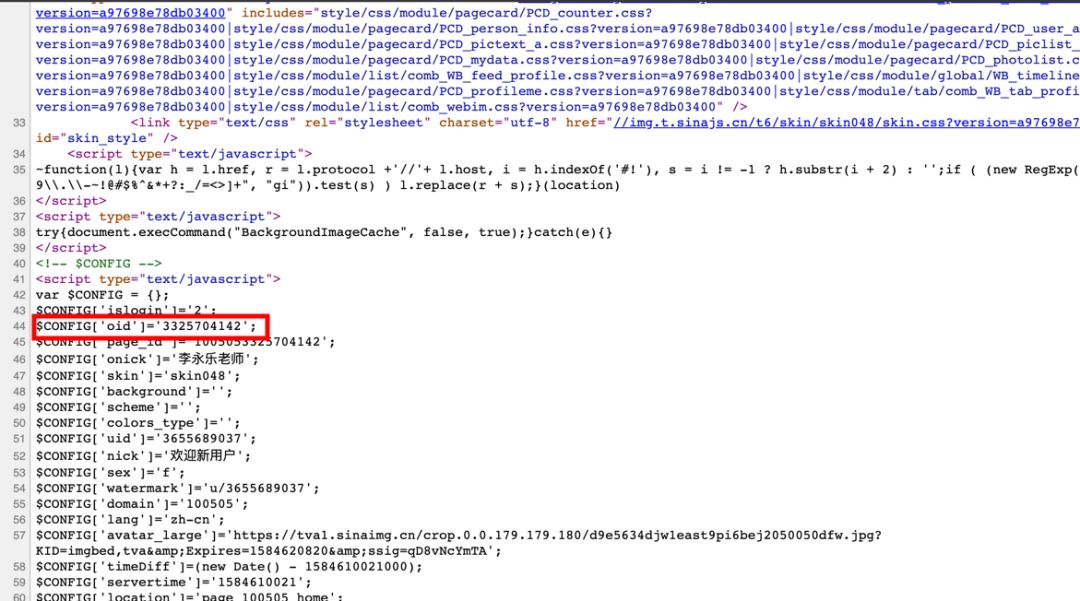 version=a97698e78db03400" includes="style/css/module/pagecard/PCD_counter.css?
version=a97698e78db03400|style/css/module/pagecard/PCD_person_info.css?version=a97698e78db03400|style/css/module/pagecard/PCD_user_a
version=a97698e78db03400|style/css/module/pagecard/PCD_pictext_a.css?version=a97698e78db03400|style/css/module/pagecard/PCD_piclist_
version=a97698e78db03400|style/css/module/pagecard/PCD_mydata.css?version=a97698e78db03400|style/css/module/pagecard/PCD_photolist.c
version=a97698e78db03400|style/css/module/list/comb_WB_feed_profile.css?version=a97698e78db03400|style/css/module/global/WB_timeline
version=a97698e78db03400|style/css/module/pagecard/PCD_profileme.css?version=a97698e78db03400|style/css/module/tab/comb_WB_tab_profi
version=a97698e78db03400|style/css/module/list/comb_webim.css?version=a97698e78db03400" />
33 <link type="text/css" rel="stylesheet" charset="utf-8" href="//img.t.sinajs.cn/t6/skin/skin048/skin.css?version=a97698e7
id="skin_style" />
34 <script type="text/javascript">
35 ~function(l){var h = l.href, r = l.protocol +'//'+ l.host, i = h.indexOf('#!'), s = i != -1 ? h.substr(i + 2) : '';if ( (new RegExp(
9\\.\\-~!@#$%^&*+?:_/=<>]+", "gi")).test(s) ) l.replace(r + s);}(location)
36 </script>
37 <script type="text/javascript">
38 try{document.execCommand("BackgroundImageCache", false, true);}catch(e){}
39 </script>
40 <!-- $CONFIG -->
41 <script type="text/javascript">
42 var $CONFIG = {};
43 $CONFIG['islogin']='2';
44 $CONFIG['oid']='3325704142';
45 $CONFIG['page_id']='1005053325704142';
46 $CONFIG['onick']='李永乐老师';
47 $CONFIG['skin']='skin048';
48 $CONFIG['background']='';
49 $CONFIG['scheme']='';
50 $CONFIG['colors_type']='';
51 $CONFIG['uid']='3655689037';
52 $CONFIG['nick']='欢迎新用户';
53 $CONFIG['sex']='f';
54 $CONFIG['watermark']='u/3655689037';
55 $CONFIG['domain']='100505';
56 $CONFIG['lang']='zh-cn';
57 $CONFIG['avatar_large']='https://tva1.sinaimg.cn/crop.0.0.179.179.180/d9e5634djw1east9pi6bej2050050dfw.jpg?
KID=imgbed,tva&amp;Expires=1584620820&amp;ssig=qD8vNcYmTA';
58 $CONFIG['timeDiff']=(new Date() - 1584610021000);
59 $CONFIG['servertime']='1584610021';
60 $CONFIG['location']='page_100505_home';